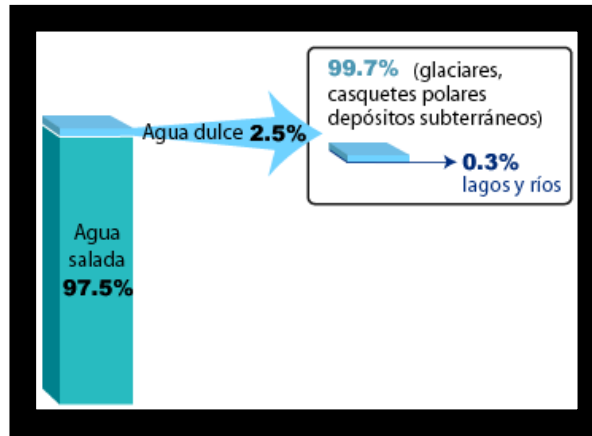 99.7% (glaciares,
casquetes polares
depósitos subterráneos)
Agua dulce 2.5%
0.3%
lagos y ríos
Agua
salada
97.5%